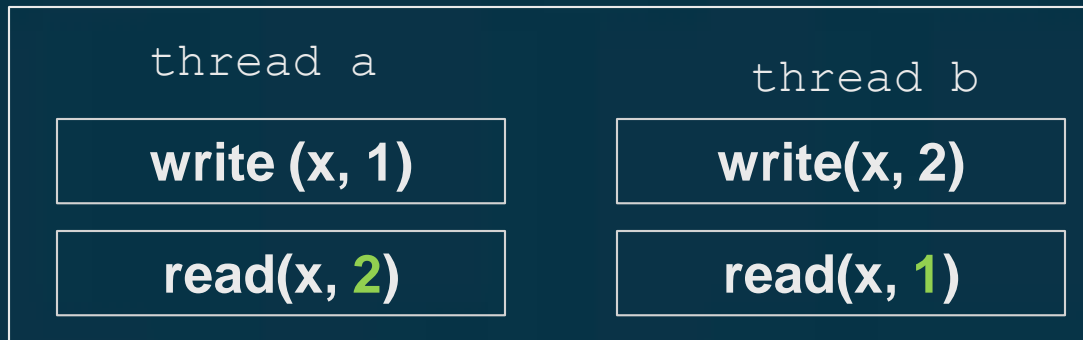 thread a
thread b
write (x, 1)
write(x, 2)
read(x, 2)
read(x, 1)